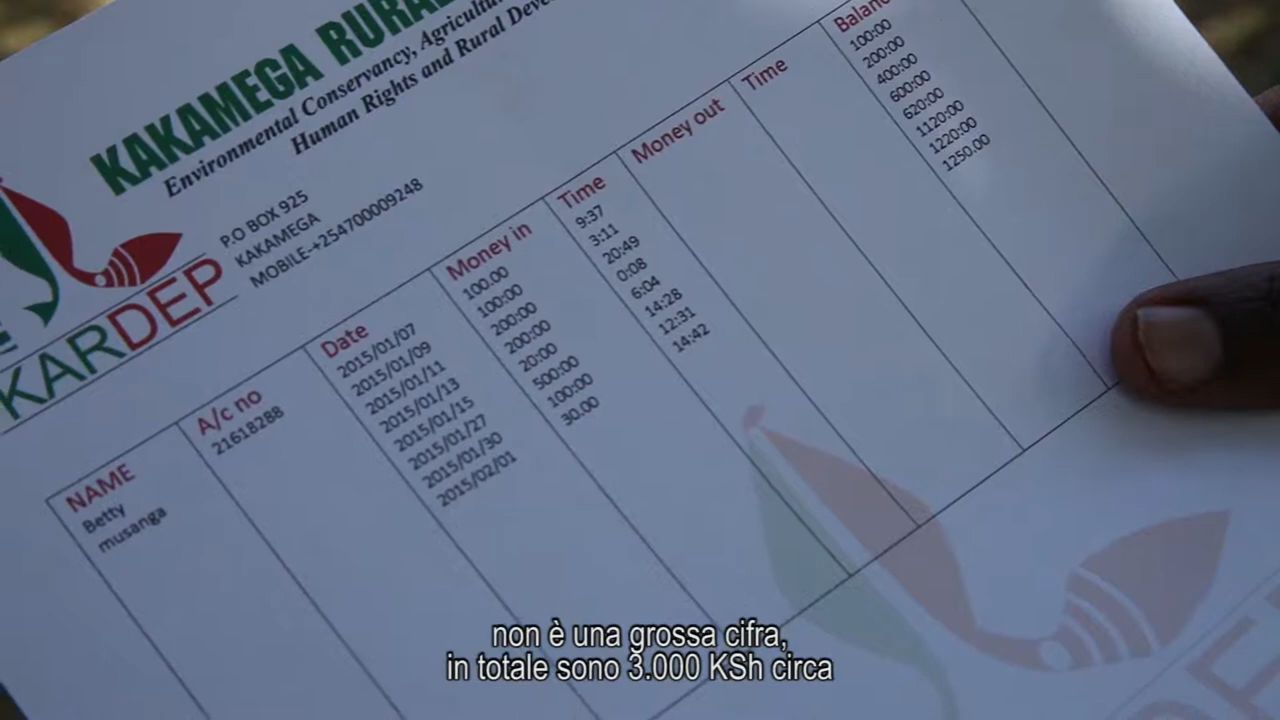 KAKAMEGA RURAL
Environmental Conservancy, Agricultu
Human Rights and Rural Deve
P.O BOX 925
KAKAMEGA
MOBILE-+254700009248
KARDEP
NAME
Betty
musanga
A/c no
21618288
Date
2015/01/07
2015/01/09
2015/01/11
2015/01/13
2015/01/15
2015/01/27
2015/01/30
2015/02/01
Money in
100.00
100:00
200:00
200:00
20:00
500:00
100:00
30.00
Time
9:37
3:11
20:49
0:08
6:04
14:28
12:31
14:42
Money out
Time
Balanc
100:00
200:00
400:00
600:00
620:00
1120:00
1220:00
1250.00
non è una grossa cifra,
in totale sono 3.000 KSh circa